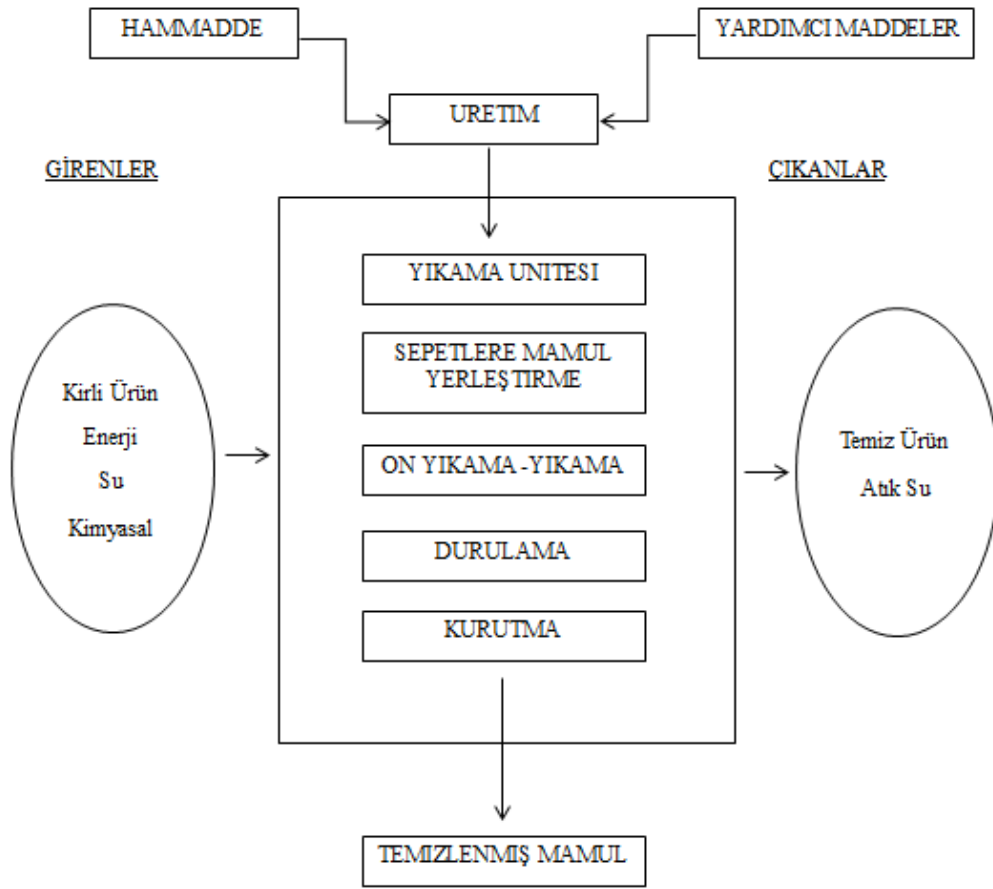 HAMMADDE
YARDIMCI MADDELER
URETIM
GİRENLER
ÇIKANLAR
YIKAMA UNITESI
SEPETLERE MAMUL
YERLEŞTIRME
ON YIKAMA -YIKAMA
DURULAMA
KURUTMA
Kirli Ürün
Enerji
Su
Kimyasal
Temiz Ürün
Atık Su
TEMIZLENMIŞ MAMUL